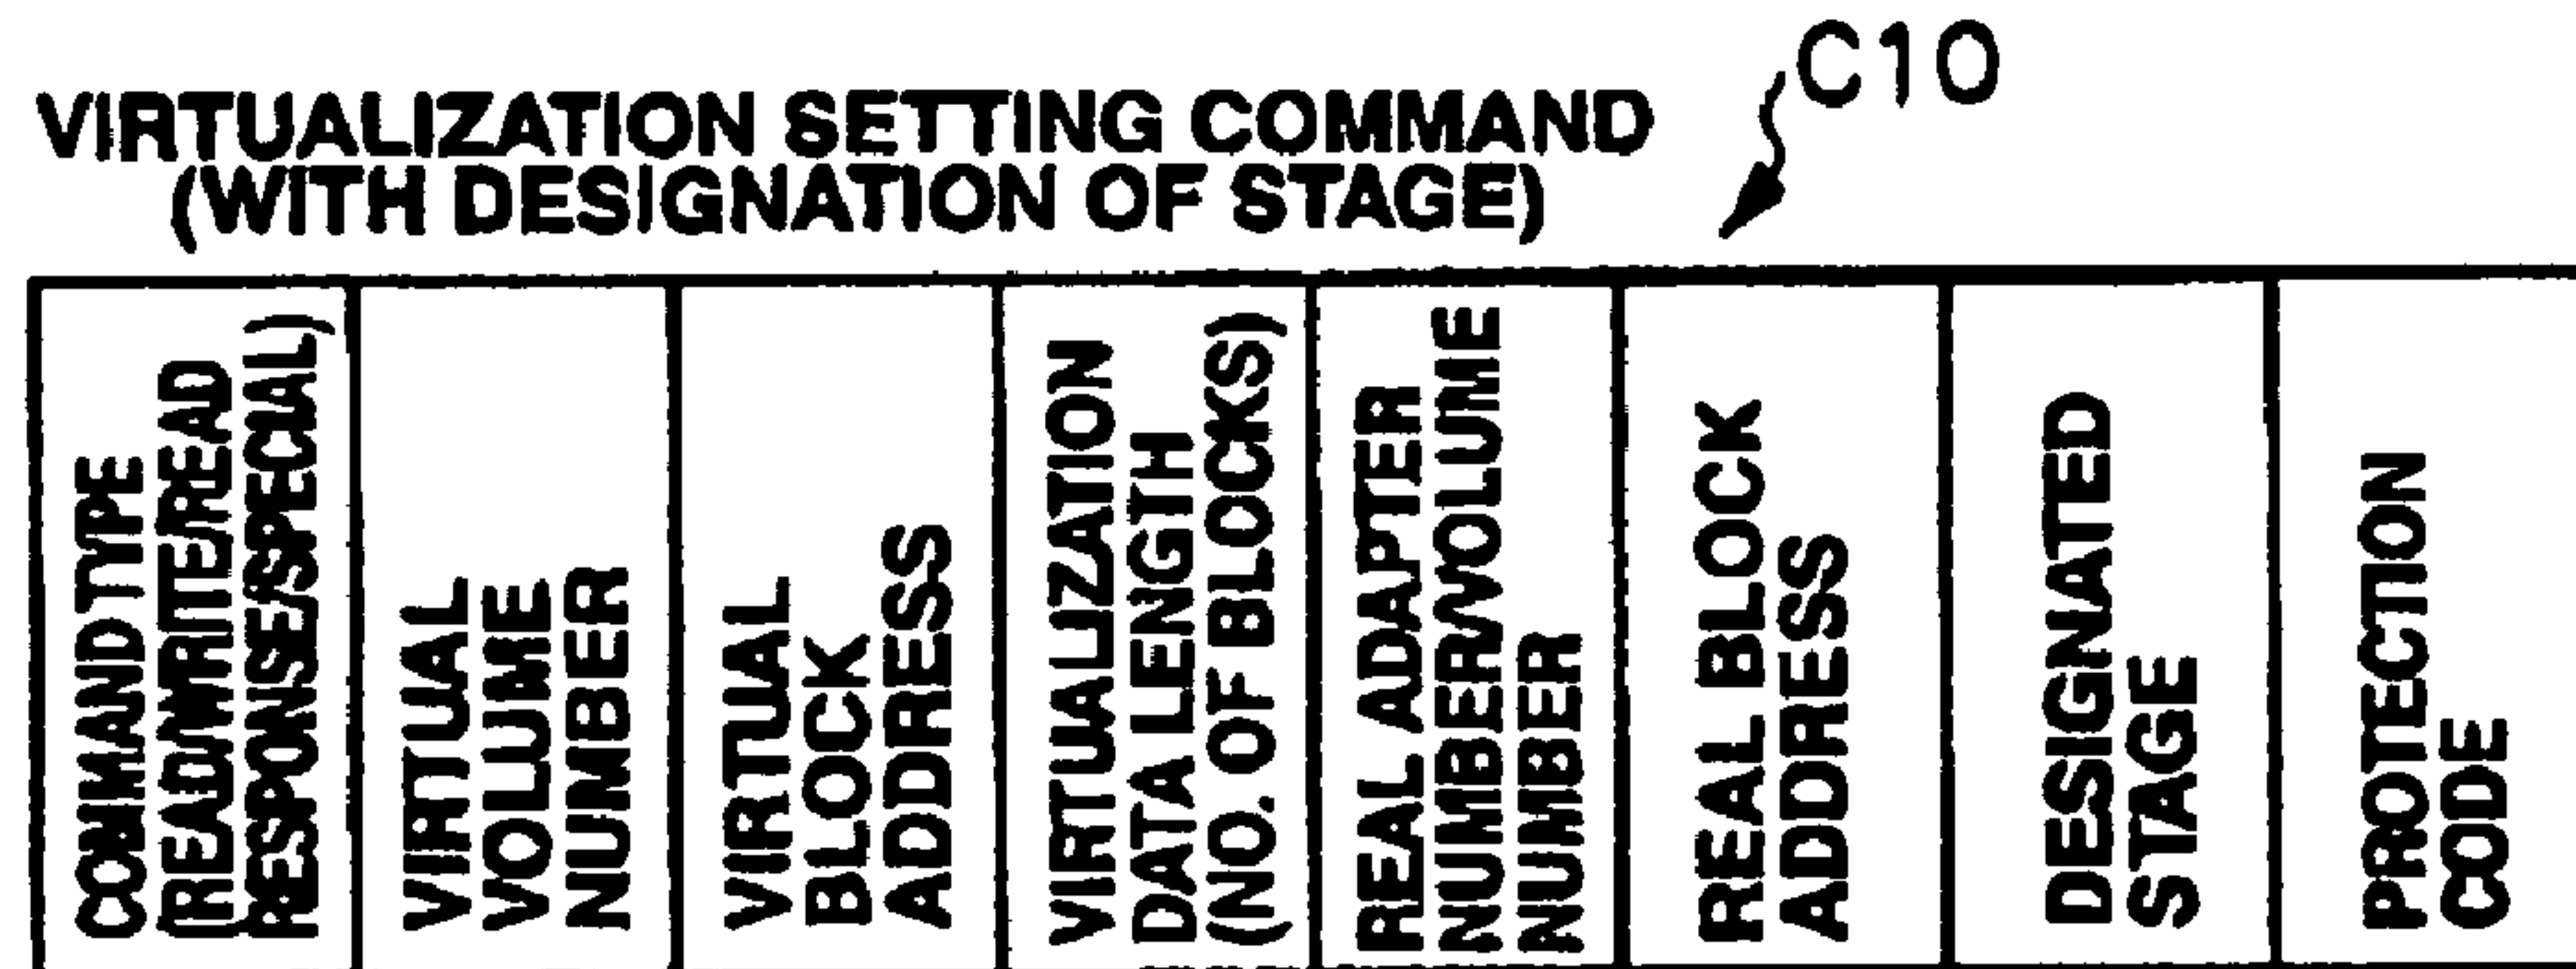 C10
VIRTUALIZATION SETTING COMMAND
(WITH DESIGNATION OF STAGE)
COMMAND TYPE
(READ/WRITE/READ
RESPONSE/SPECIAL)
VIRTUAL
VOLUME
NUMBER
VIRTUAL
BLOCK
ADDRESS
VIRTUALIZATION
DATA LENGTH
(NO. OF BLOCKS)
REAL ADAPTER
NUMBER/VOLUME
NUMBER
REAL BLOCK
ADDRESS
DESIGNATED
STAGE
PROTECTION
CODE